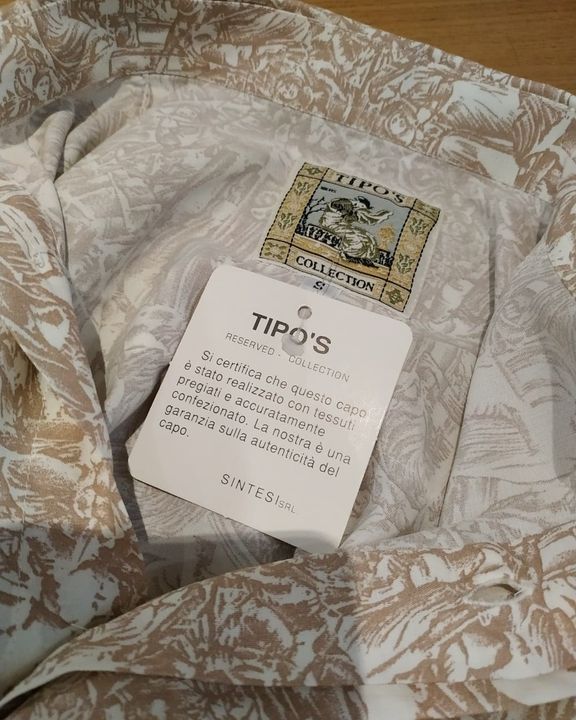 TIPO'S
COLLECTION
S
TIPO'S
RESERVED - COLLECTION
Si certifica che questo capo
è stato realizzato con tessuti
pregiati e accuratamente
confezionato. La nostra è una
garanzia sulla autenticità del
capo.
SINTESI SRL